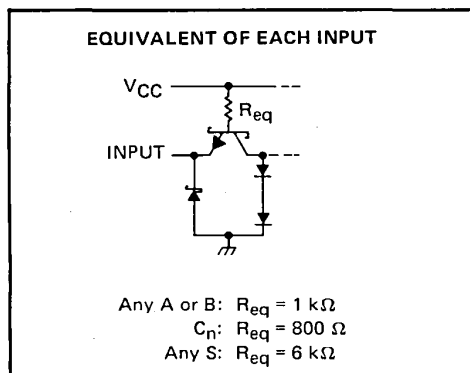 EQUIVALENT OF EACH INPUT
VCC
Req
INPUT
Any A or B: Req = 1 kΩ
Cn: Req = 800 Ω
Any S: Req = 6 kΩ